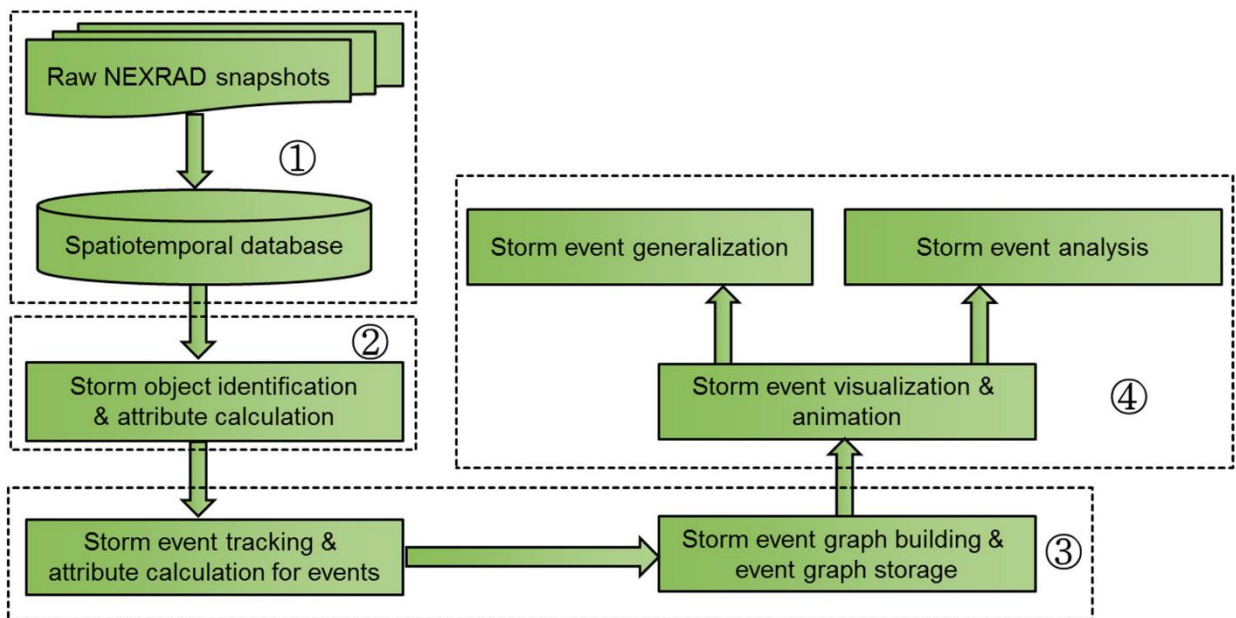 Raw NEXRAD snapshots
①
Spatiotemporal database
②
Storm object identification
& attribute calculation
Storm event tracking &
attribute calculation for events
Storm event graph building &
event graph storage
③
Storm event visualization &
animation
④
Storm event generalization
Storm event analysis